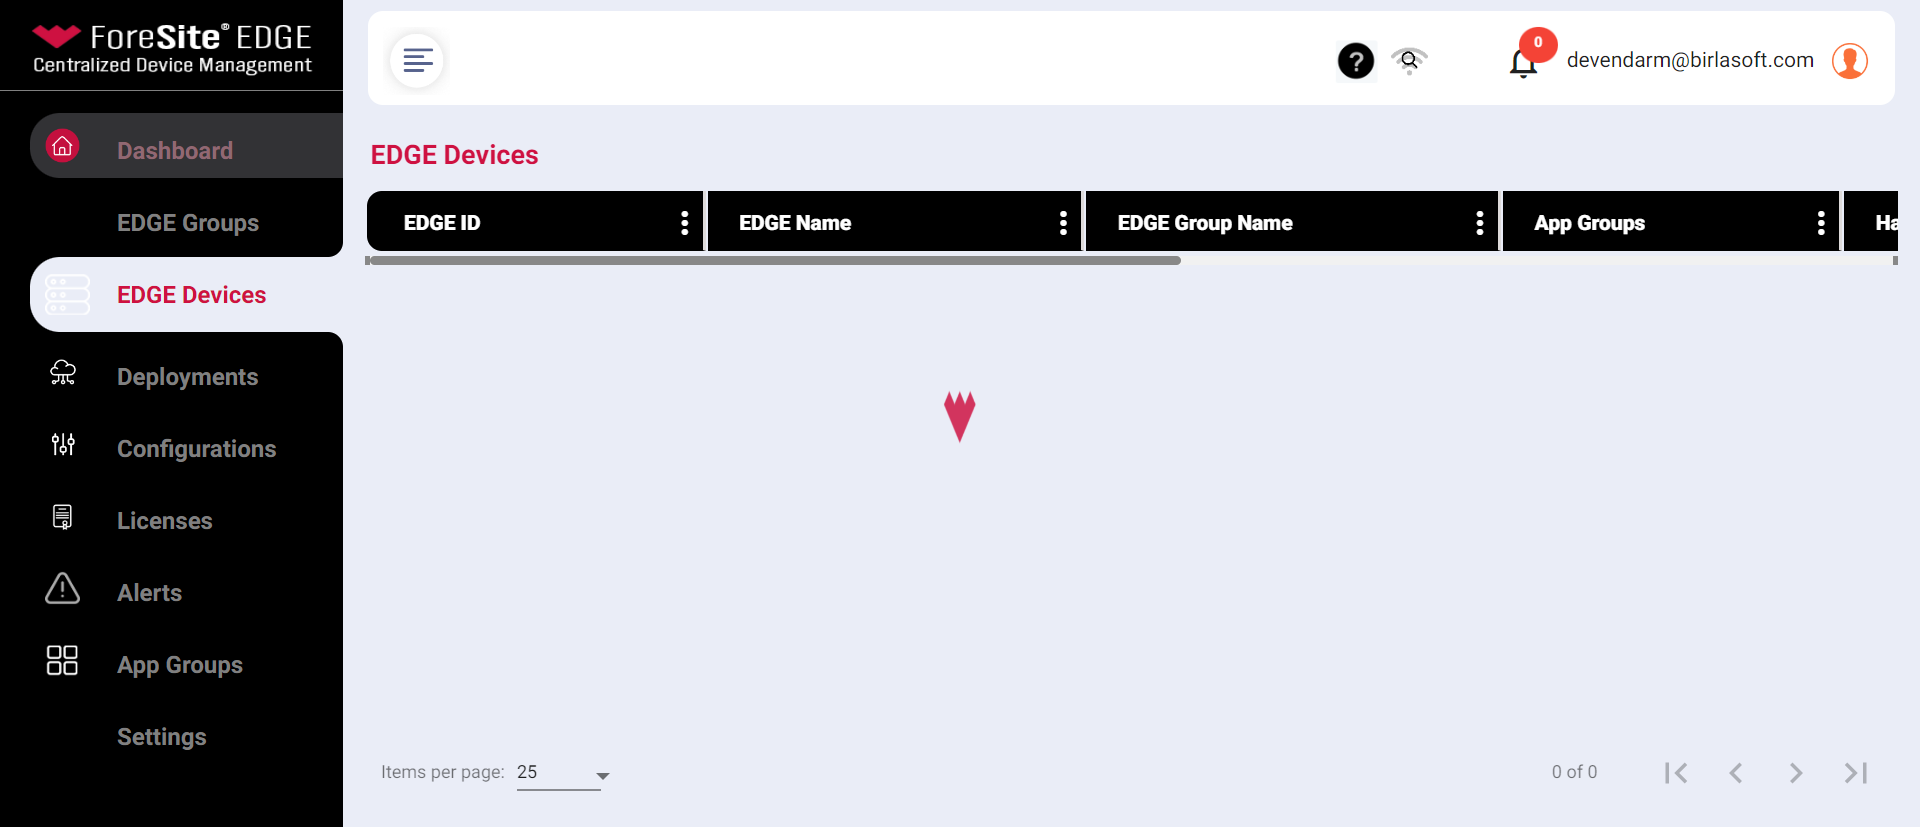 ForeSite® EDGE
Centralized Device Management
Dashboard
EDGE Groups
EDGE Devices
Deployments
Configurations
Licenses
Alerts
App Groups
Settings
?
0
devendarm@birlasoft.com
EDGE Devices
EDGE ID EDGE Name EDGE Group Name App Groups Ha
Items per page: 25
0 of 0